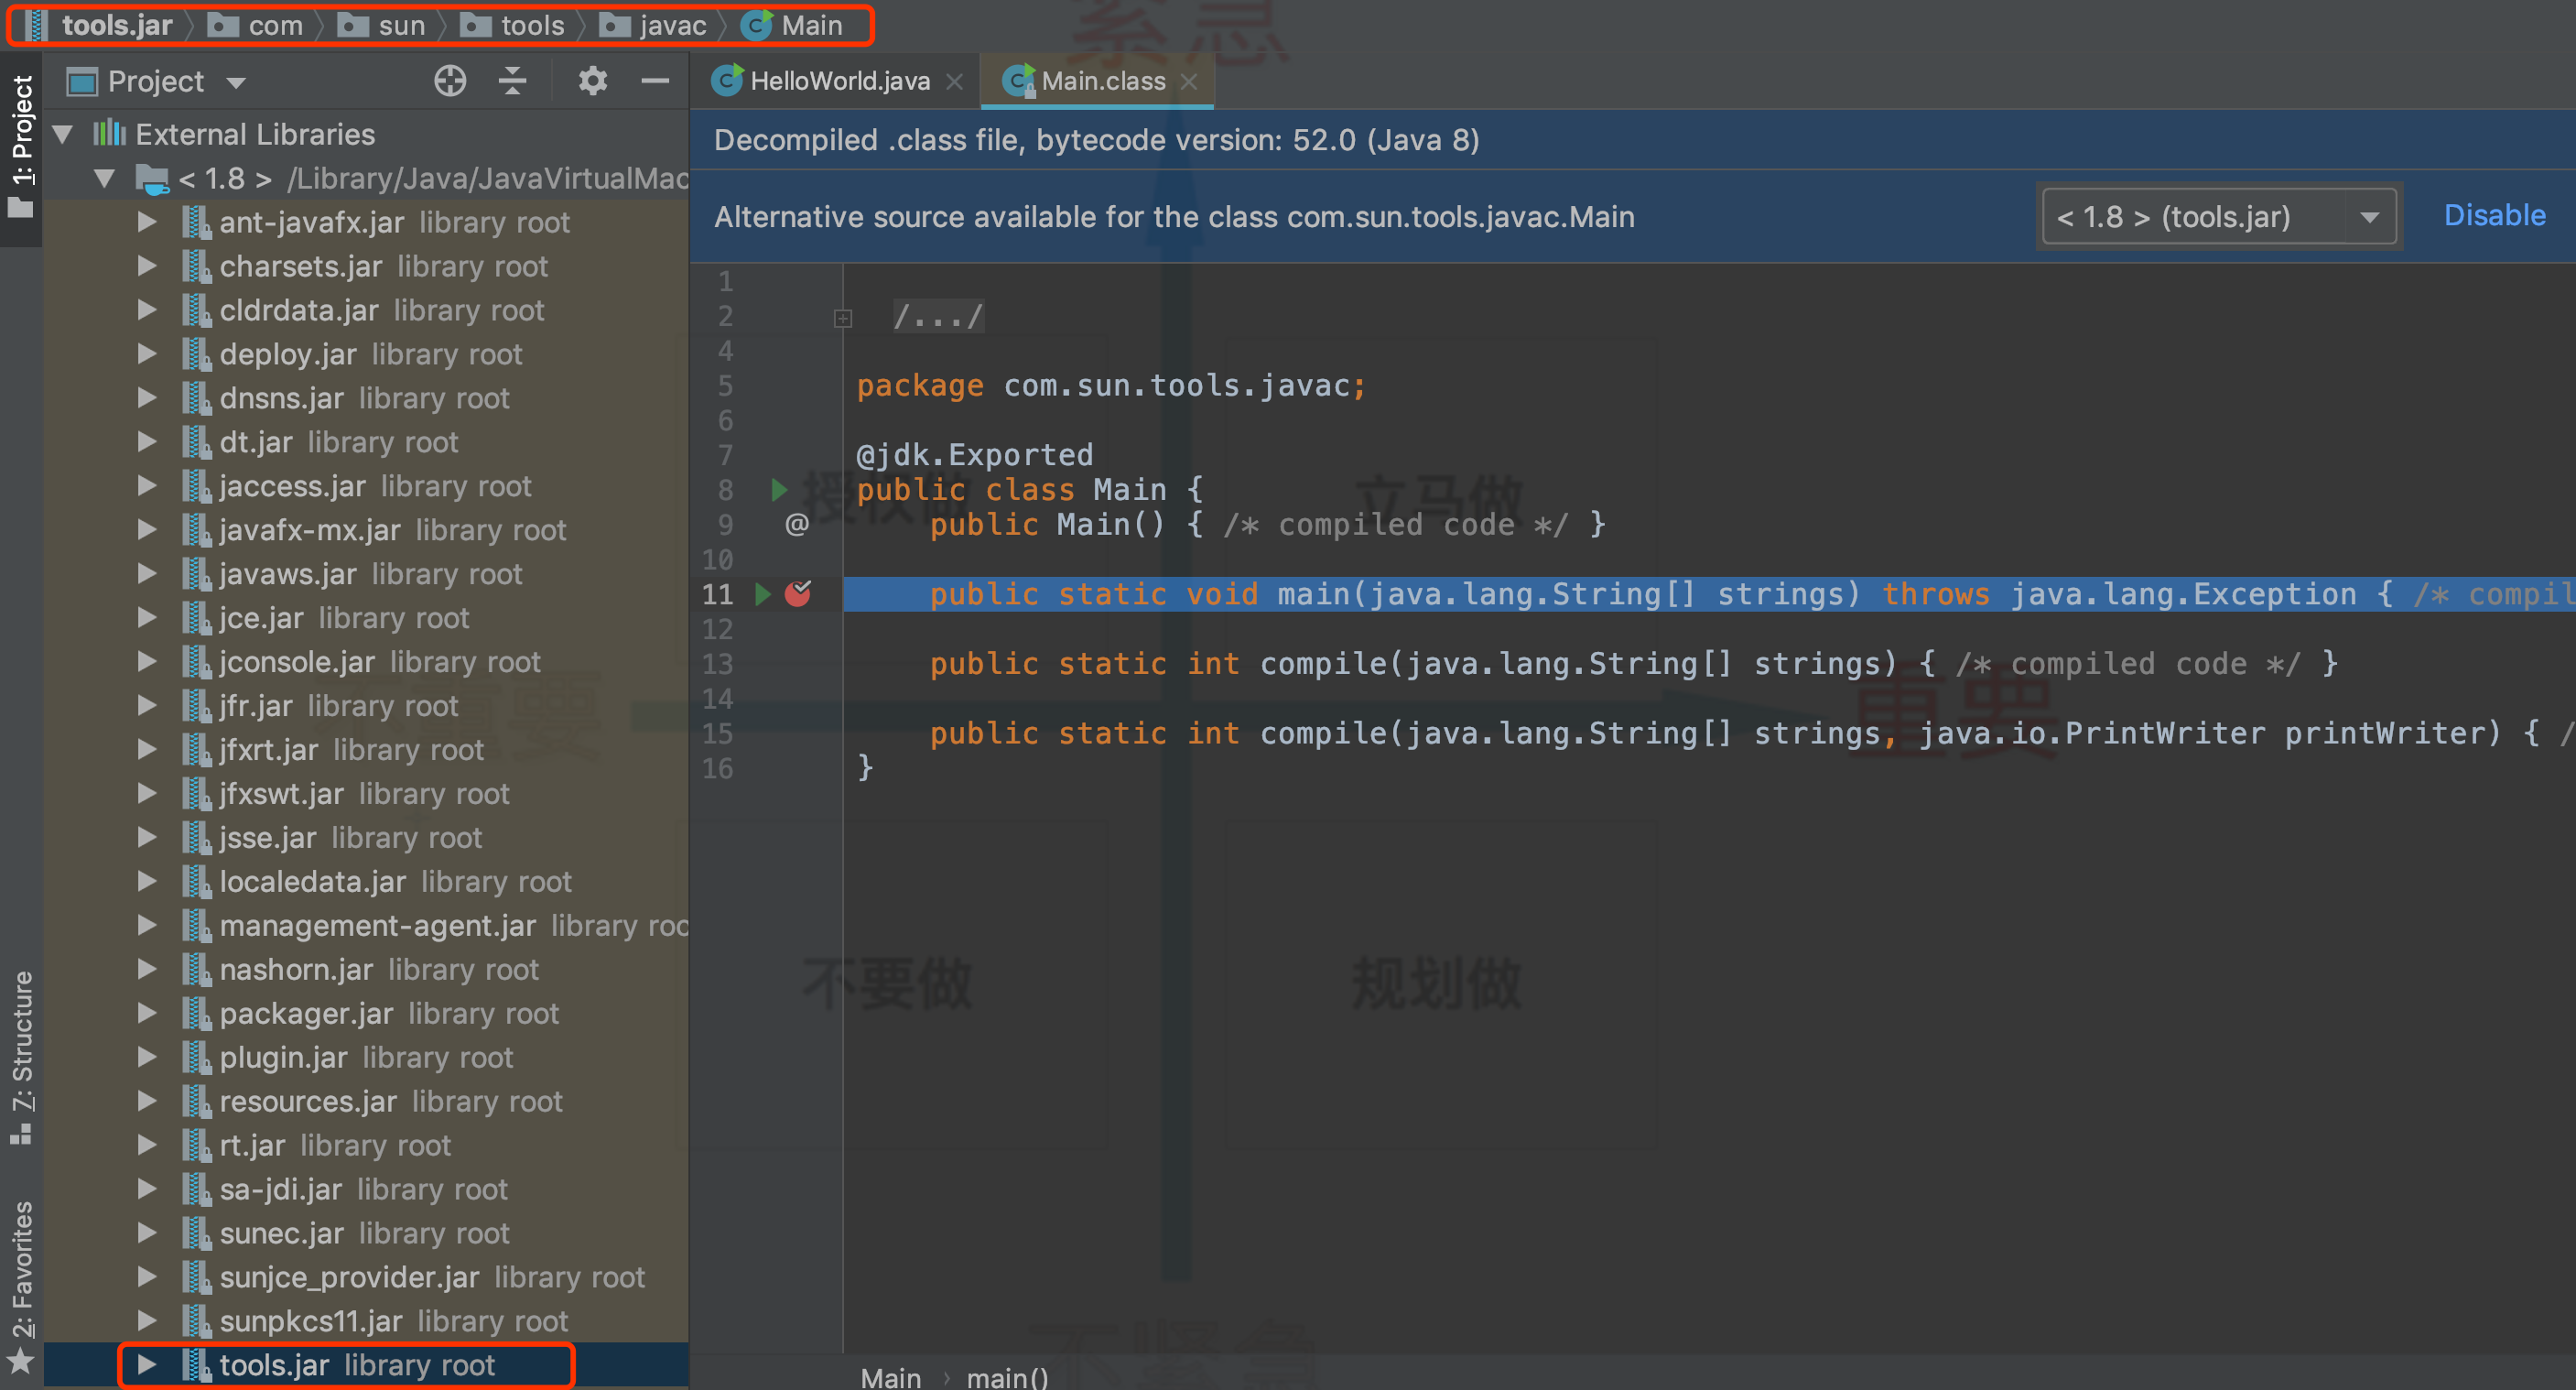 tools.jar com sun tools javac Main
1: Project
Z: Structure
2: Favorites
Project
External Libraries
< 1.8 > /Library/Java/JavaVirtualMac
ant-javafx.jar library root
charsets.jar library root
cldrdata.jar library root
deploy.jar library root
dnsns.jar library root
dt.jar library root
jaccess.jar library root
javafx-mx.jar library root
javaws.jar library root
jce.jar library root
jconsole.jar library root
jfr.jar library root
jfxrt.jar library root
jfxswt.jar library root
jsse.jar library root
localedata.jar library root
management-agent.jar library roo
nashorn.jar library root
packager.jar library root
plugin.jar library root
resources.jar library root
rt.jar library root
sa-jdi.jar library root
sunec.jar library root
sunjce_provider.jar library root
sunpkcs11.jar library root
tools.jar library root
HelloWorld.java Main.class
Decompiled .class file, bytecode version: 52.0 (Java 8)
Alternative source available for the class com.sun.tools.javac.Main < 1.8 > (tools.jar) Disable
1
2 /.../
4
5 package com.sun.tools.javac;
6
7 @jdk.Exported
8 public class Main {
9 @ public Main() { /* compiled code */ }
10
11 public static void main(java.lang.String[] strings) throws java.lang.Exception { /* compil
12
13 public static int compile(java.lang.String[] strings) { /* compiled code */ }
14
15 public static int compile(java.lang.String[] strings, java.io.PrintWriter printWriter) { /
16 }
Main › main()
紧急
授权做
立马做
不重要
重要
不要做
规划做
不紧急